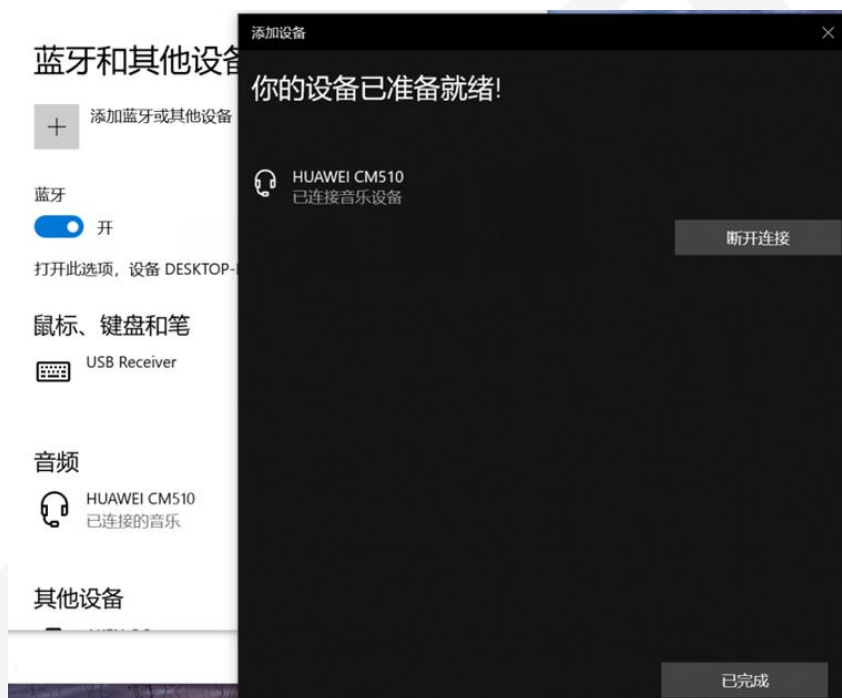 蓝牙和其他设备
添加蓝牙或其他设备
蓝牙
开
打开此选项，设备 DESKTOP-
鼠标、键盘和笔
USB Receiver
音频
HUAWEI CM510
已连接的音乐
其他设备
添加设备
你的设备已准备就绪!
HUAWEI CM510
已连接音乐设备
断开连接
已完成